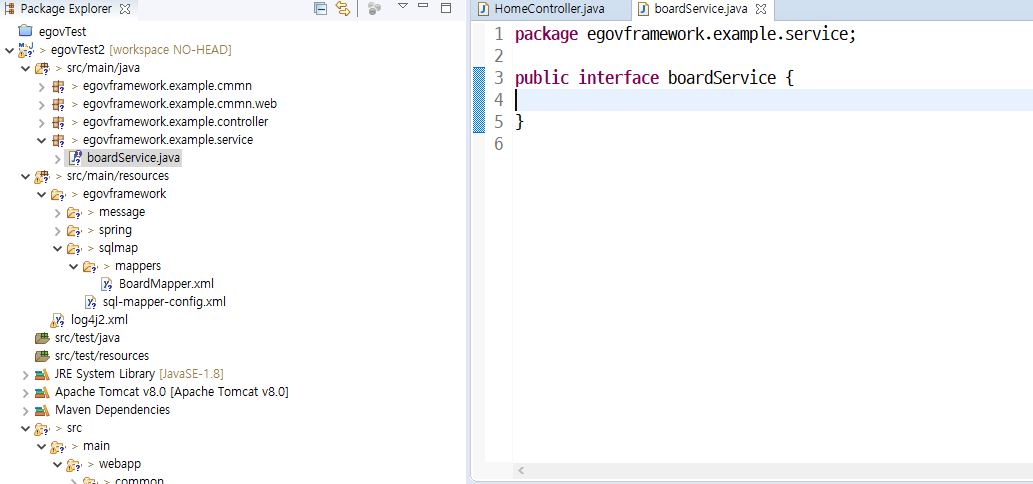 Package Explorer
egovTest
> egovTest2 [workspace NO-HEAD]
> src/main/java
> egovframework.example.cmmn
> egovframework.example.cmmn.web
> egovframework.example.controller
> egovframework.example.service
boardService.java
> src/main/resources
> egovframework
> message
> spring
> sqlmap
> mappers
BoardMapper.xml
sql-mapper-config.xml
log4j2.xml
src/test/java
src/test/resources
JRE System Library [JavaSE-1.8]
Apache Tomcat v8.0 [Apache Tomcat v8.0]
Maven Dependencies
> src
> main
> webapp
> common
HomeController.java
boardService.java
1 package egovframework.example.service;
2
3 public interface boardService {
4
5 }
6